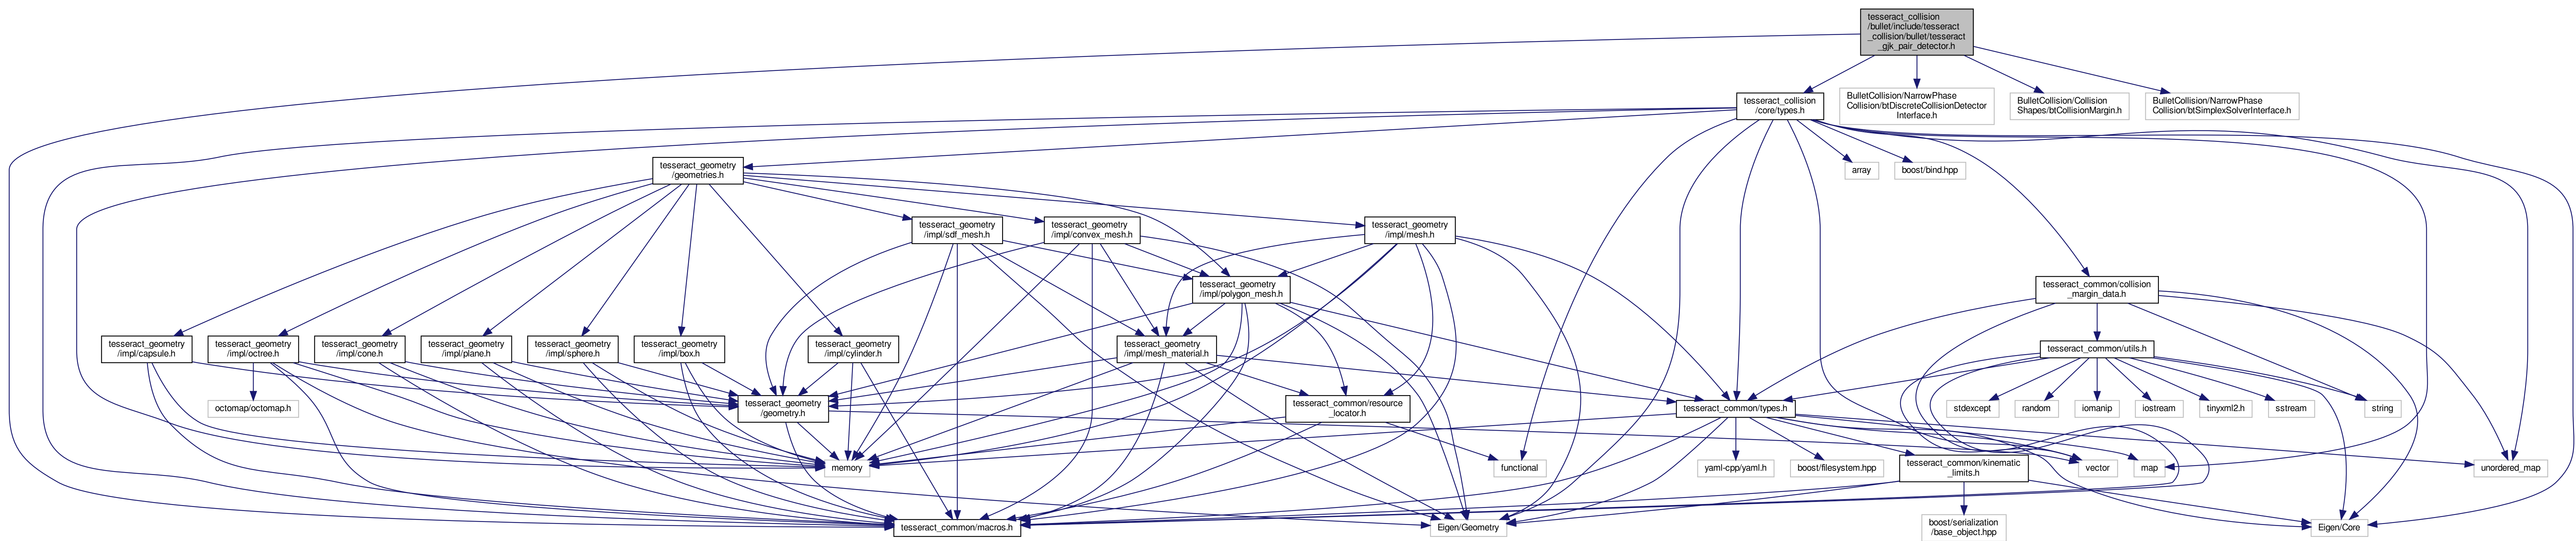 tesseract_collision
/bullet/include/tesseract
_collision/bullet/tesseract
_gjk_pair_detector.h
tesseract_collision
/core/types.h
BulletCollision/NarrowPhase
Collision/btDiscreteCollisionDetector
Interface.h
BulletCollision/Collision
Shapes/btCollisionMargin.h
BulletCollision/NarrowPhase
Collision/btSimplexSolverInterface.h
tesseract_geometry
/geometries.h
array
boost/bind.hpp
tesseract_geometry
/impl/sdf_mesh.h
tesseract_geometry
/impl/convex_mesh.h
tesseract_geometry
/impl/mesh.h
tesseract_geometry
/impl/polygon_mesh.h
tesseract_common/collision
_margin_data.h
tesseract_geometry
/impl/capsule.h
tesseract_geometry
/impl/octree.h
tesseract_geometry
/impl/cone.h
tesseract_geometry
/impl/plane.h
tesseract_geometry
/impl/sphere.h
tesseract_geometry
/impl/box.h
tesseract_geometry
/impl/cylinder.h
tesseract_geometry
/impl/mesh_material.h
tesseract_common/utils.h
octomap/octomap.h
tesseract_geometry
/geometry.h
tesseract_common/resource
_locator.h
tesseract_common/types.h
stdexcept
random
iomanip
iostream
tinyxml2.h
sstream
string
memory
functional
yaml-cpp/yaml.h
boost/filesystem.hpp
tesseract_common/kinematic
_limits.h
vector
map
unordered_map
tesseract_common/macros.h
Eigen/Geometry
boost/serialization
/base_object.hpp
Eigen/Core